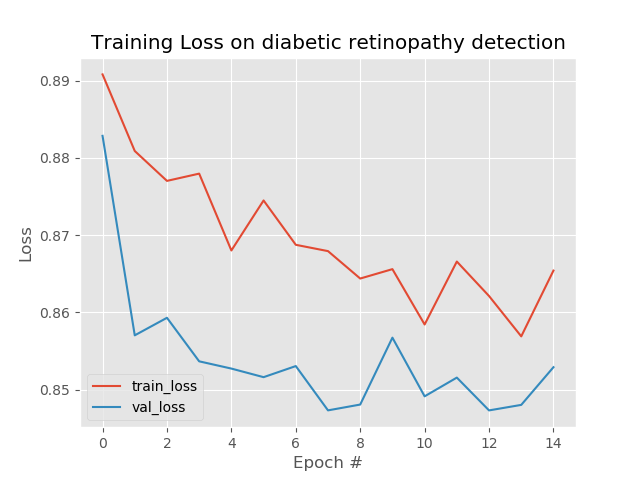 Training Loss on diabetic retinopathy detection
0.89
0.88
0.87
0.86
0.85
Loss
train_loss
val_loss
0 2 4 6 8 10 12 14
Epoch #